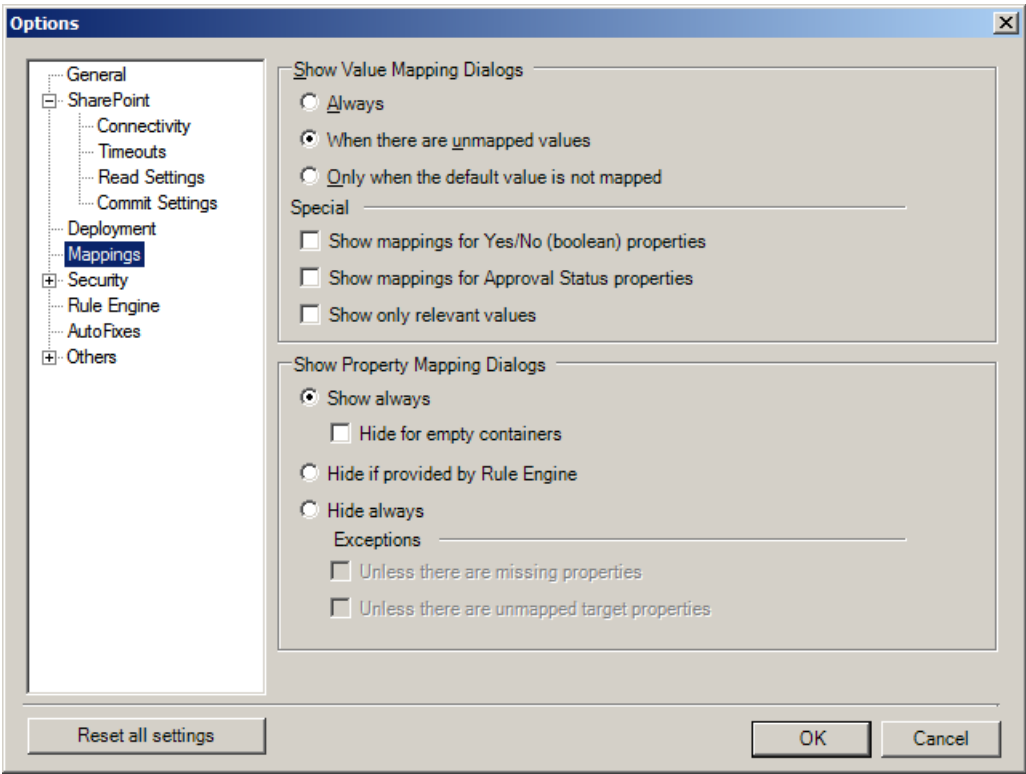 Options
General
SharePoint
Connectivity
Timeouts
Read Settings
Commit Settings
Deployment
Mappings
Security
Rule Engine
AutoFixes
Others
Show Value Mapping Dialogs
Always
When there are unmapped values
Only when the default value is not mapped
Special
Show mappings for Yes/No (boolean) properties
Show mappings for Approval Status properties
Show only relevant values
Show Property Mapping Dialogs
Show always
Hide for empty containers
Hide if provided by Rule Engine
Hide always
Exceptions
Unless there are missing properties
Unless there are unmapped target properties
Reset all settings
OK
Cancel